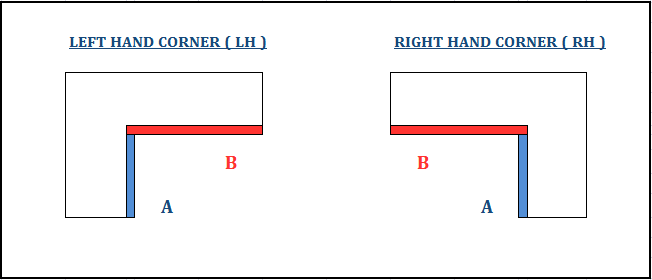 LEFT HAND CORNER ( LH )
RIGHT HAND CORNER ( RH )
B
B
A
A